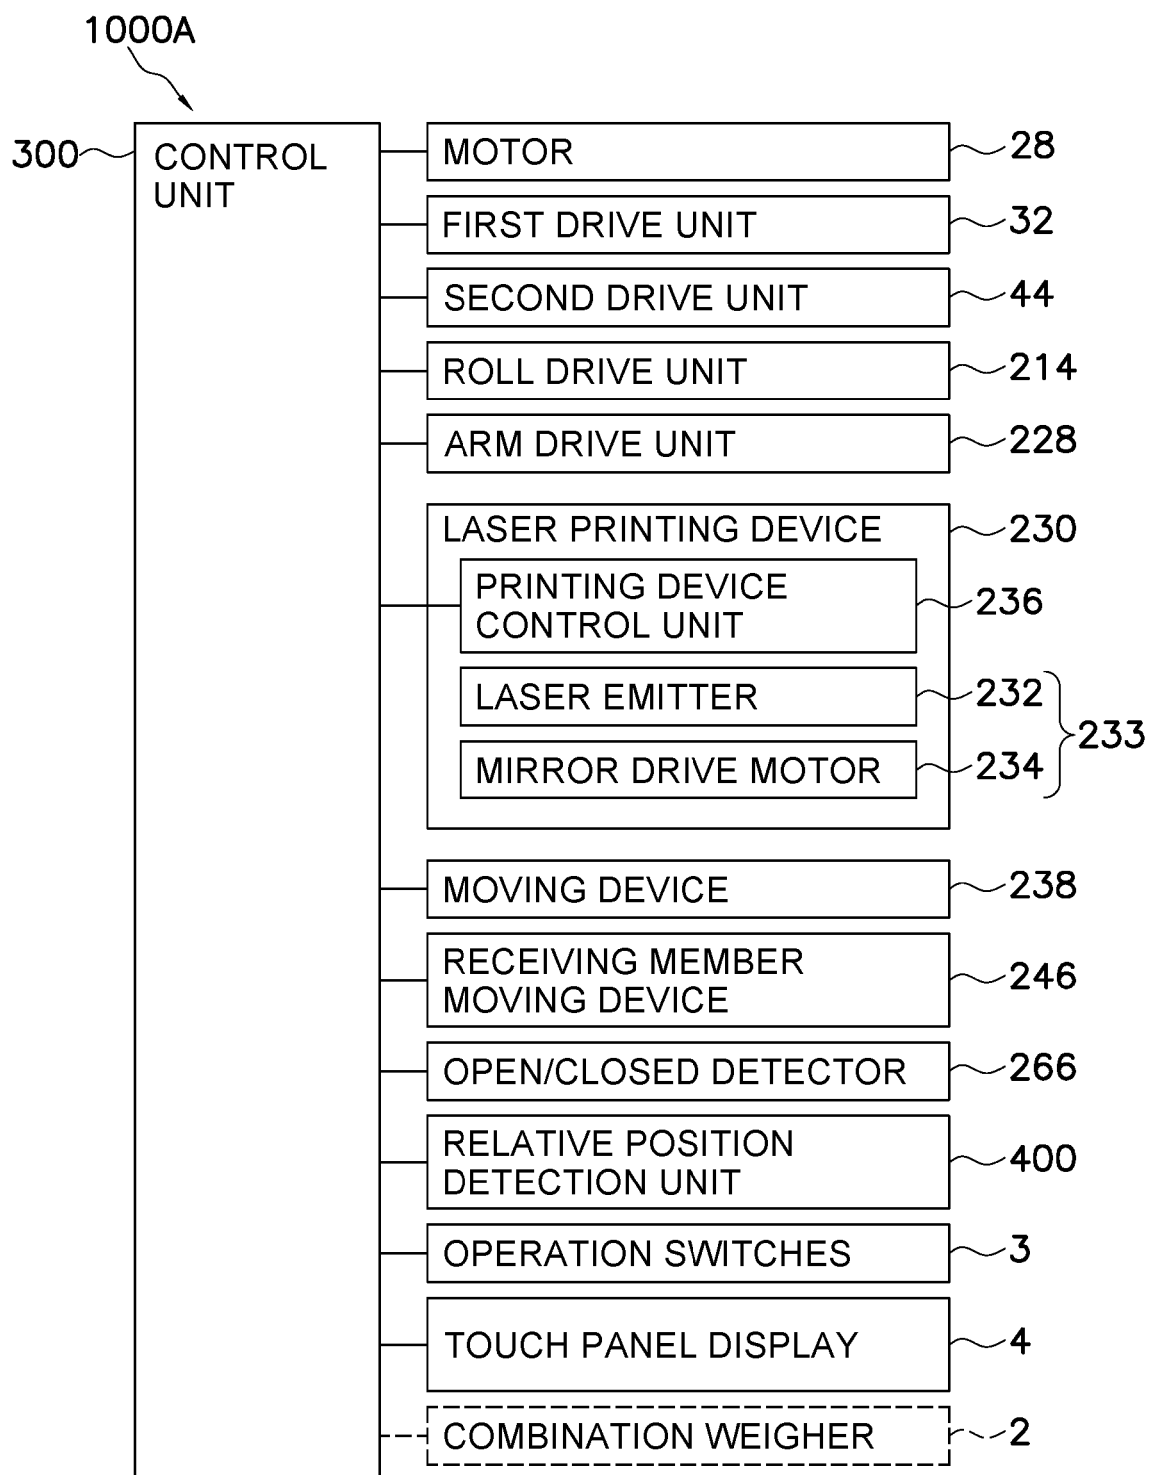 1000A
300
CONTROL
UNIT
MOTOR
28
FIRST DRIVE UNIT
32
SECOND DRIVE UNIT
44
ROLL DRIVE UNIT
214
ARM DRIVE UNIT
228
LASER PRINTING DEVICE
230
PRINTING DEVICE
CONTROL UNIT
236
LASER EMITTER
232
233
MIRROR DRIVE MOTOR
234
MOVING DEVICE
238
RECEIVING MEMBER
MOVING DEVICE
246
OPEN/CLOSED DETECTOR
266
RELATIVE POSITION
DETECTION UNIT
400
OPERATION SWITCHES
3
TOUCH PANEL DISPLAY
4
COMBINATION WEIGHER
2